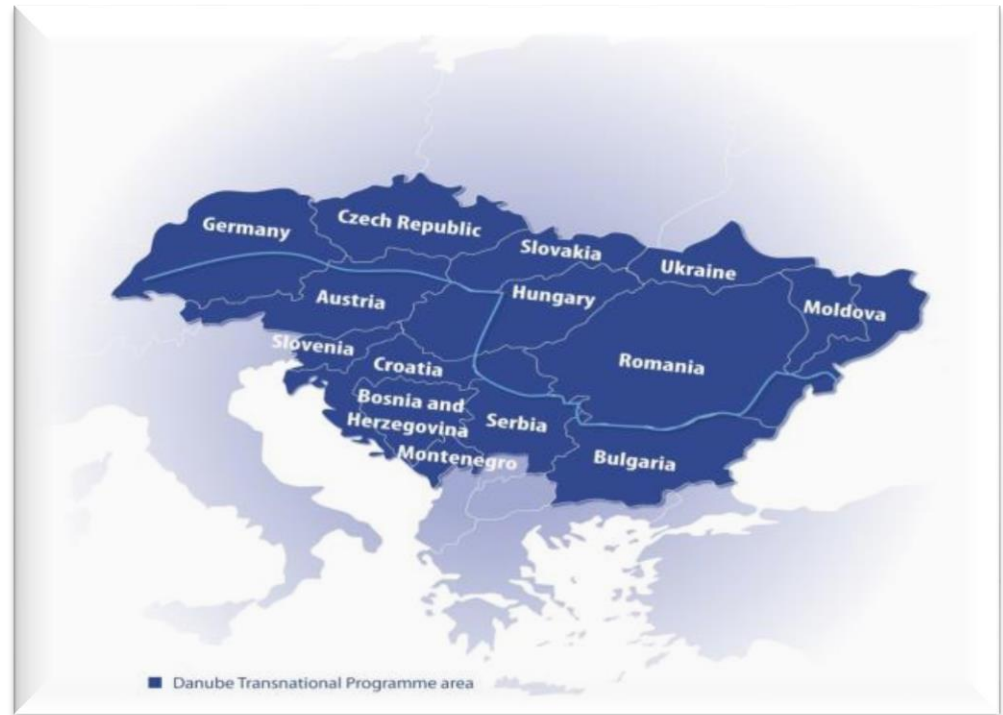 Germany
Czech Republic
Slovakia
Ukraine
Austria
Hungary
Moldova
Slovenia
Croatia
Romania
Bosnia and
Herzegovina
Serbia
Montenegro
Bulgaria
Danube Transnational Programme area